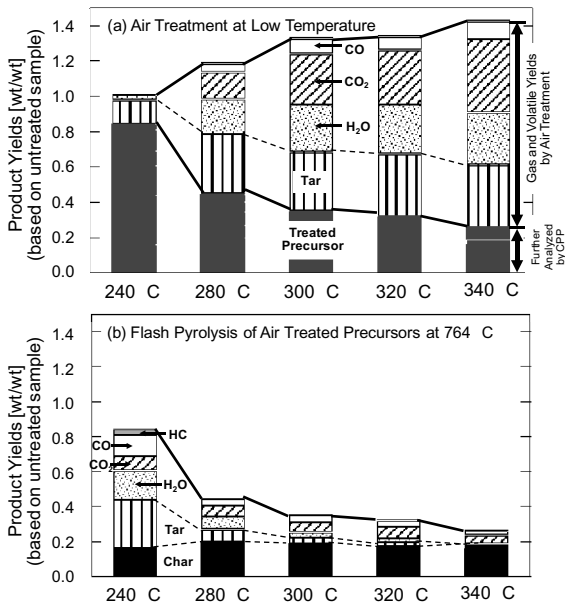 (a) Air Treatment at Low Temperature
1.4
1.2
1.0
0.8
0.6
0.4
0.2
0.0
Product Yields [wt/wt]
(based on untreated sample)
CO
CO2
H2O
Tar
Treated
Precursor
Gas and Volatile Yields
by Air Treatment
Further
Analyzed
by CPP
240 C 280 C 300 C 320 C 340 C
(b) Flash Pyrolysis of Air Treated Precursors at 764 C
1.4
1.2
1.0
0.8
0.6
0.4
0.2
0.0
Product Yields [wt/wt]
(based on untreated sample)
HC
CO
CO2
H2O
Tar
Char
240 C 280 C 300 C 320 C 340 C